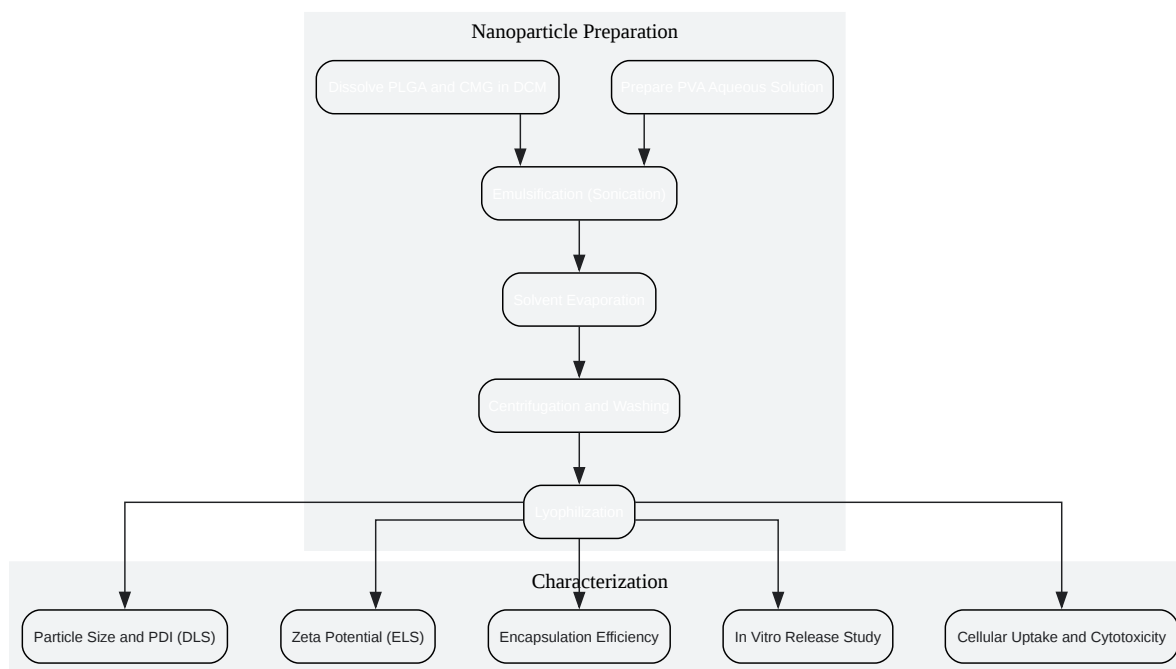 Nanoparticle Preparation
Dissolve PLGA and CMG in DCM
Prepare PVA Aqueous Solution
Emulsification (Sonication)
Solvent Evaporation
Centrifugation and Washing
Lyophilization
Characterization
Particle Size and PDI (DLS)
Zeta Potential (ELS)
Encapsulation Efficiency
In Vitro Release Study
Cellular Uptake and Cytotoxicity